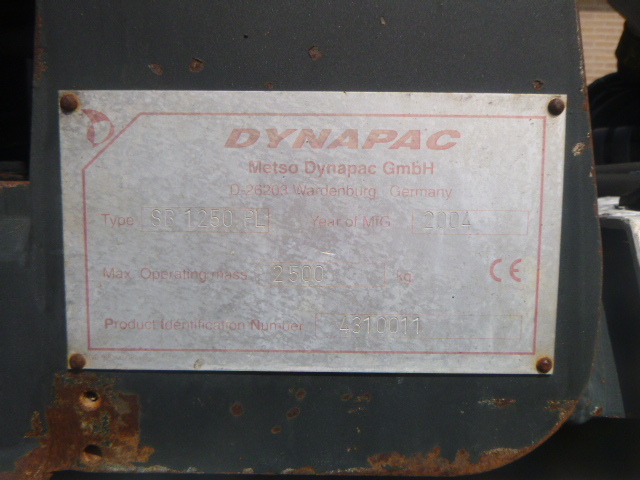 DYNAPAC
Metso Dynapac GmbH
D-26203 Wardenburg Germany
Type 1250 Year of MfG. 2004
Max. Operating mass 2500 kg CE
Product Identification Number 4310011